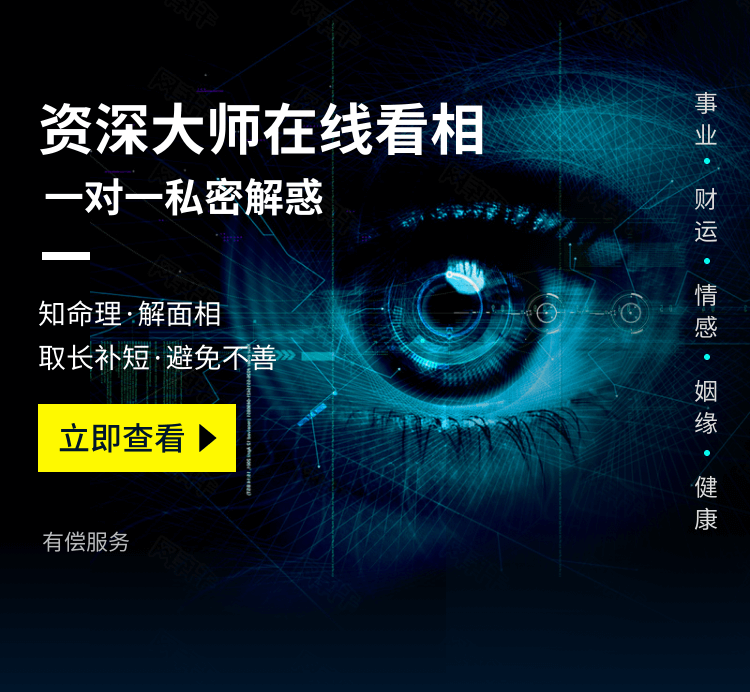 资深大师在线看相
一对一私密解惑
知命理·解面相
取长补短·避免不善
立即查看
有偿服务
事业·财运·情感·姻缘·健康